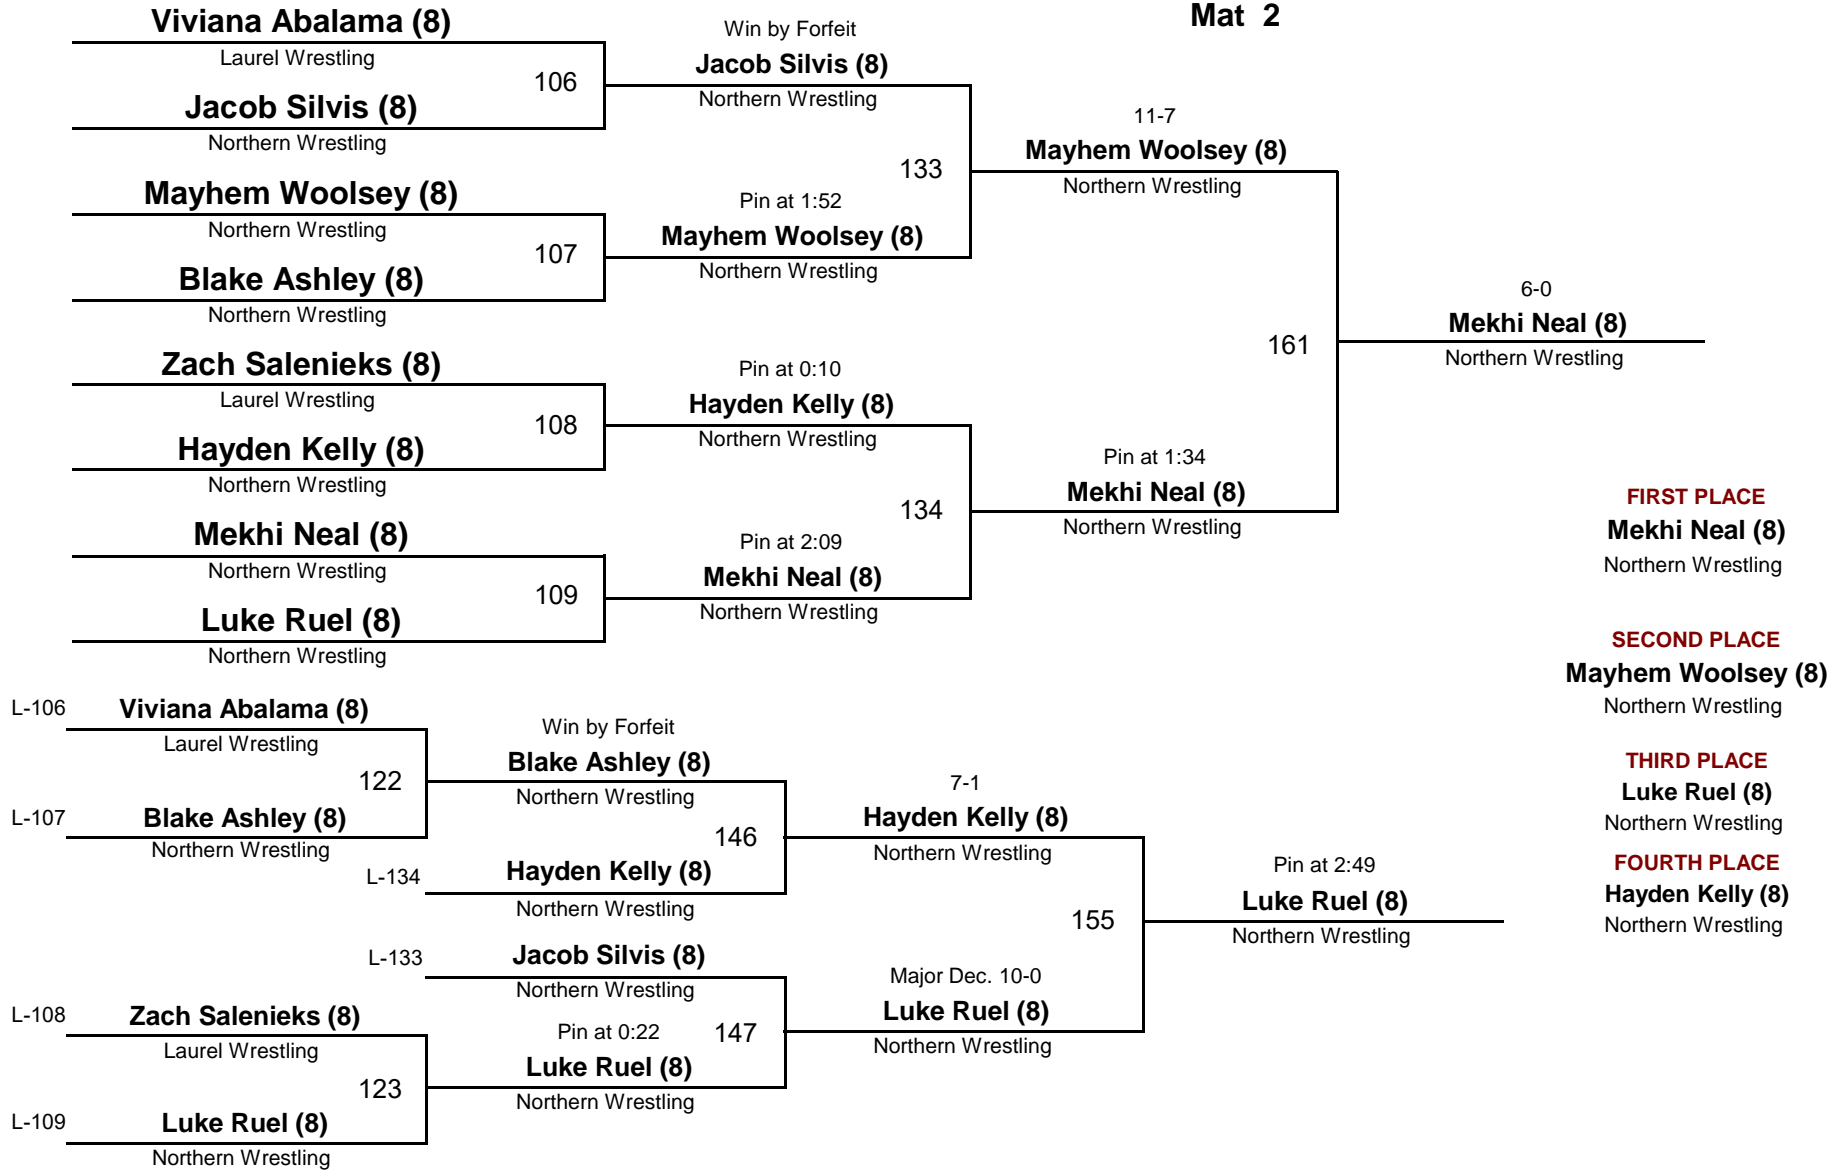 Mat 2
Viviana Abalama (8)
Laurel Wrestling
106
Jacob Silvis (8)
Northern Wrestling
Mayhem Woolsey (8)
Northern Wrestling
107
Blake Ashley (8)
Northern Wrestling
Zach Salenieks (8)
Laurel Wrestling
108
Hayden Kelly (8)
Northern Wrestling
Mekhi Neal (8)
Northern Wrestling
109
Luke Ruel (8)
Northern Wrestling
Win by Forfeit
Jacob Silvis (8)
Northern Wrestling
133
Pin at 1:52
Mayhem Woolsey (8)
Northern Wrestling
Pin at 0:10
Hayden Kelly (8)
Northern Wrestling
134
Pin at 2:09
Mekhi Neal (8)
Northern Wrestling
11-7
Mayhem Woolsey (8)
Northern Wrestling
161
Pin at 1:34
Mekhi Neal (8)
Northern Wrestling
6-0
Mekhi Neal (8)
Northern Wrestling
FIRST PLACE
Mekhi Neal (8)
Northern Wrestling
SECOND PLACE
Mayhem Woolsey (8)
Northern Wrestling
THIRD PLACE
Luke Ruel (8)
Northern Wrestling
FOURTH PLACE
Hayden Kelly (8)
Northern Wrestling
L-106
Viviana Abalama (8)
Laurel Wrestling
122
L-107
Blake Ashley (8)
Northern Wrestling
Win by Forfeit
Blake Ashley (8)
Northern Wrestling
146
L-134
Hayden Kelly (8)
Northern Wrestling
L-133
Jacob Silvis (8)
Northern Wrestling
147
L-108
Zach Salenieks (8)
Laurel Wrestling
123
L-109
Luke Ruel (8)
Northern Wrestling
Pin at 0:22
Luke Ruel (8)
Northern Wrestling
7-1
Hayden Kelly (8)
Northern Wrestling
155
Major Dec. 10-0
Luke Ruel (8)
Northern Wrestling
Pin at 2:49
Luke Ruel (8)
Northern Wrestling